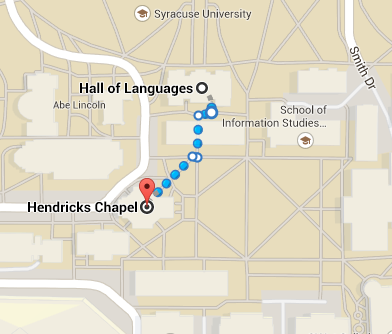 Syracuse University
Smith Dr
Hall of Languages
Abe Lincoln
School of
Information Studies...
Hendricks Chapel